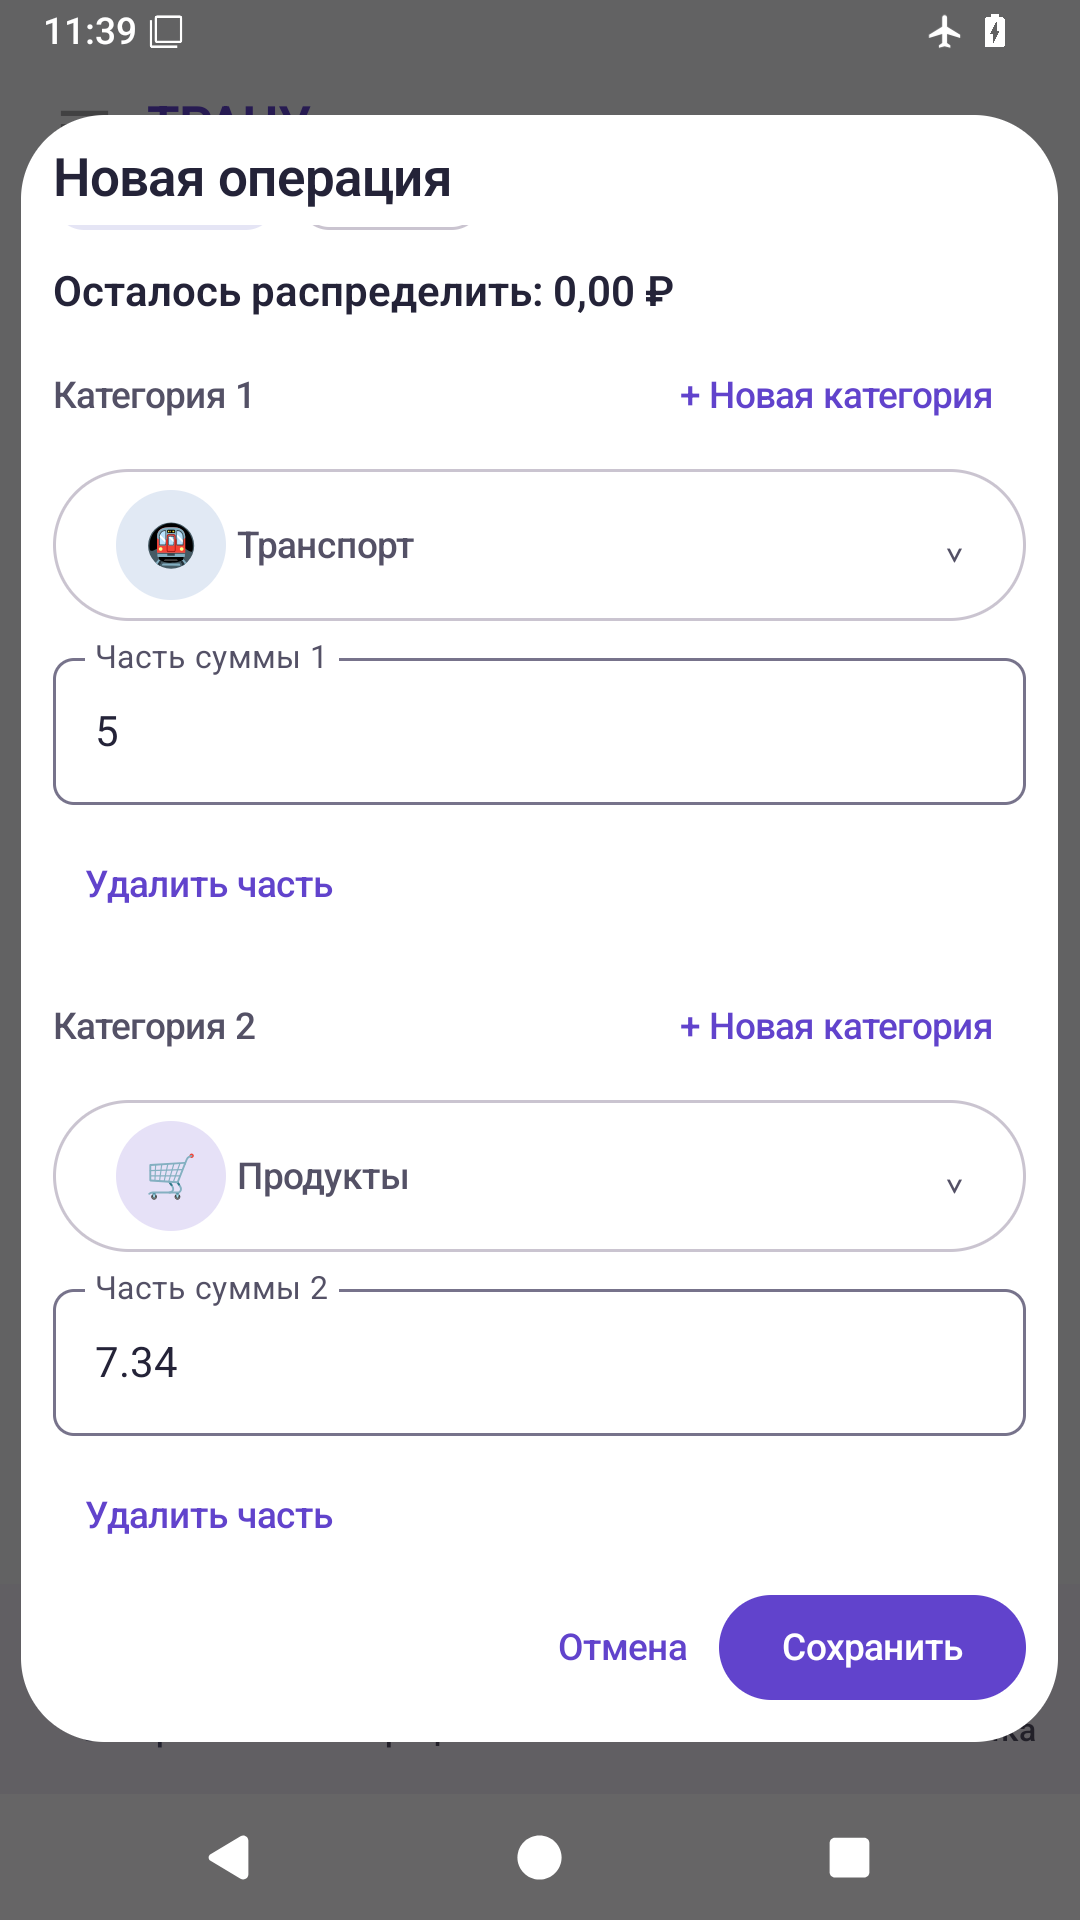 11:39
Новая операция
Осталось распределить: 0,00 ₽
Категория 1
+ Новая категория
Транспорт
Часть суммы 1
5
Удалить часть
Категория 2
+ Новая категория
Продукты
Часть суммы 2
7.34
Удалить часть
Отмена
Сохранить